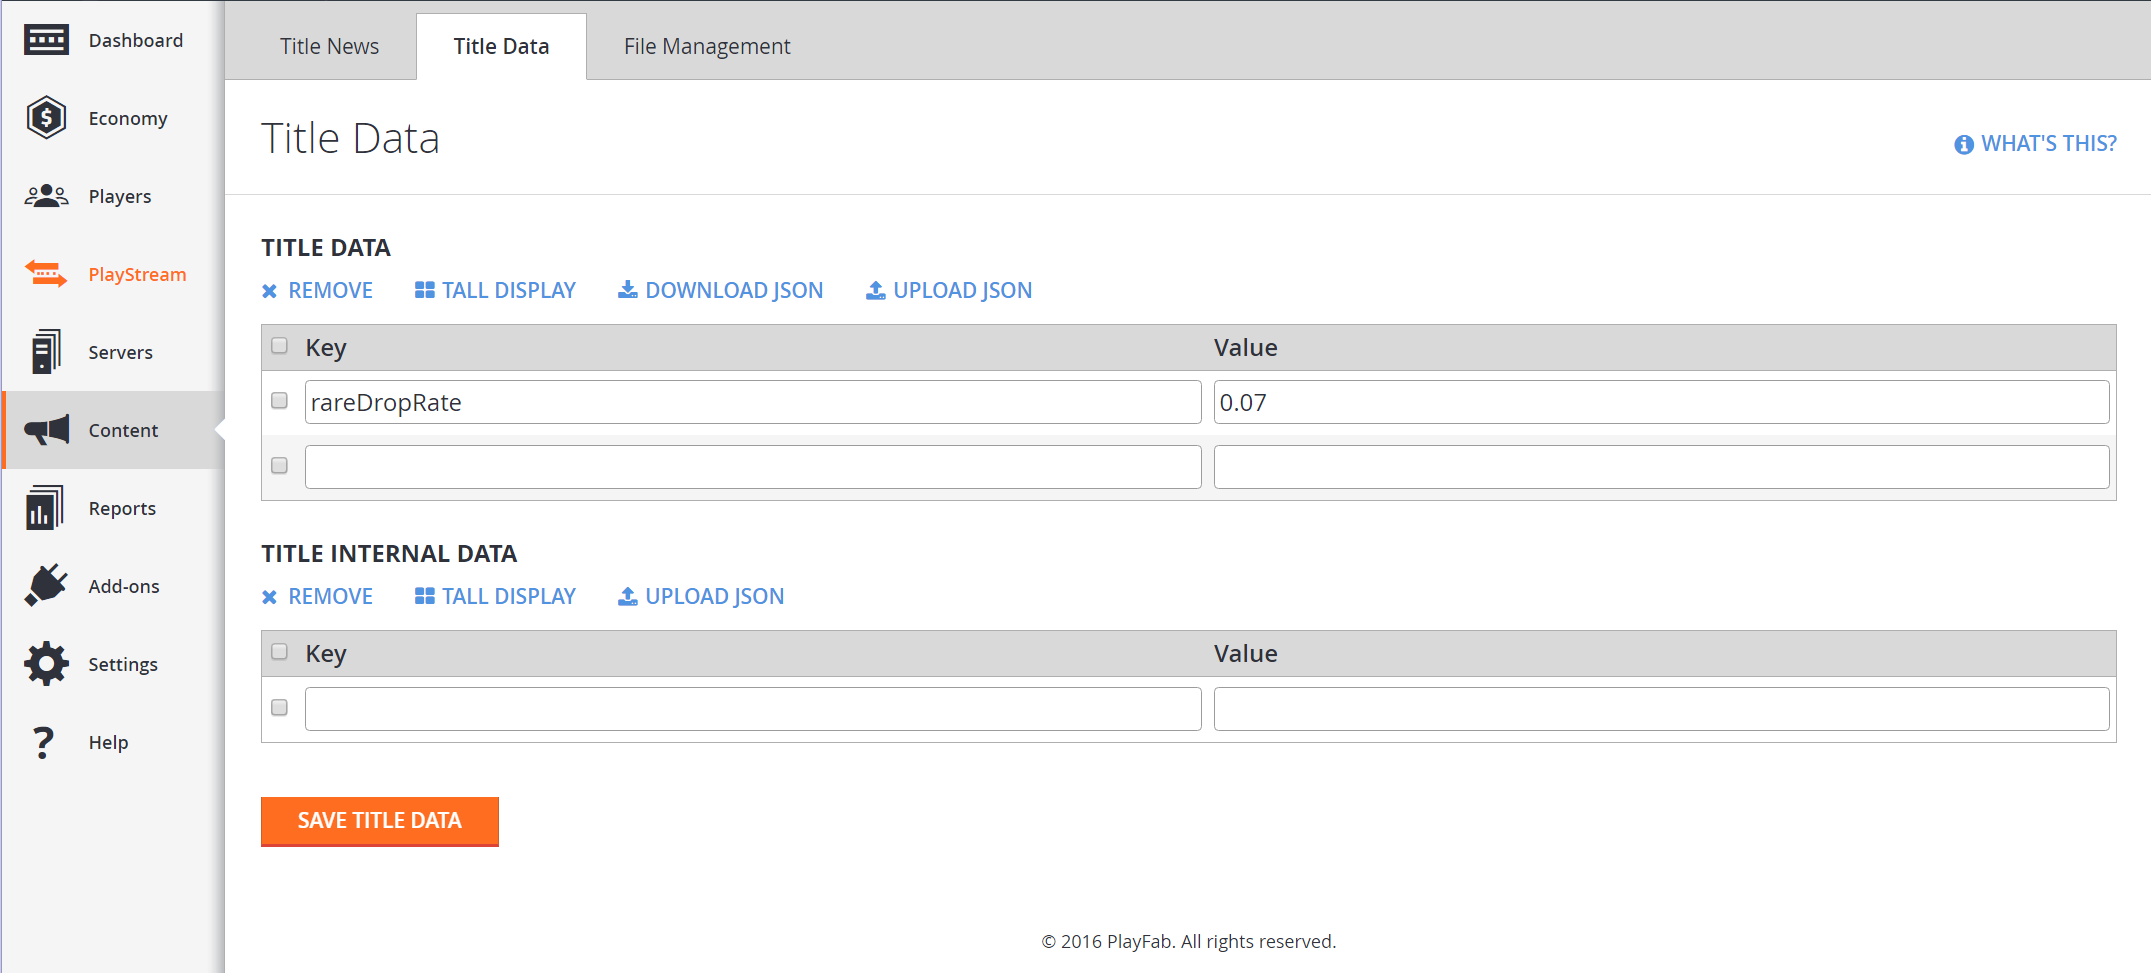 Dashboard
Economy
Players
PlayStream
Servers
Content
Reports
Add-ons
Settings
Help
Title News
Title Data
File Management
Title Data
WHAT'S THIS?
TITLE DATA
REMOVE TALL DISPLAY DOWNLOAD JSON UPLOAD JSON
Key Value
rareDropRate 0.07
TITLE INTERNAL DATA
REMOVE TALL DISPLAY UPLOAD JSON
Key Value
SAVE TITLE DATA
© 2016 PlayFab. All rights reserved.